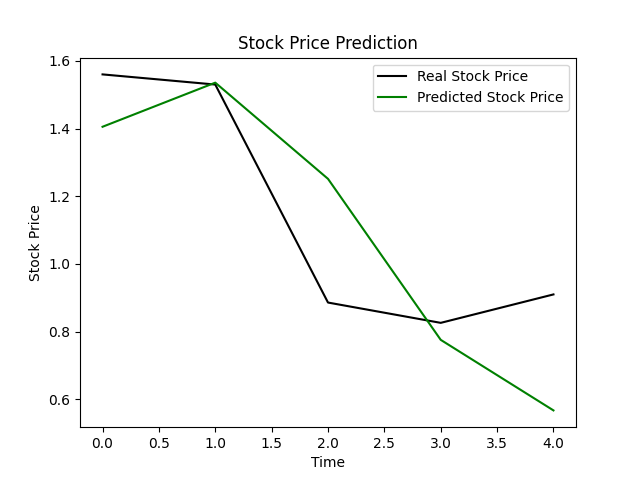 Stock Price Prediction
Real Stock Price
Predicted Stock Price
Stock Price
1.6
1.4
1.2
1.0
0.8
0.6
0.0 0.5 1.0 1.5 2.0 2.5 3.0 3.5 4.0
Time